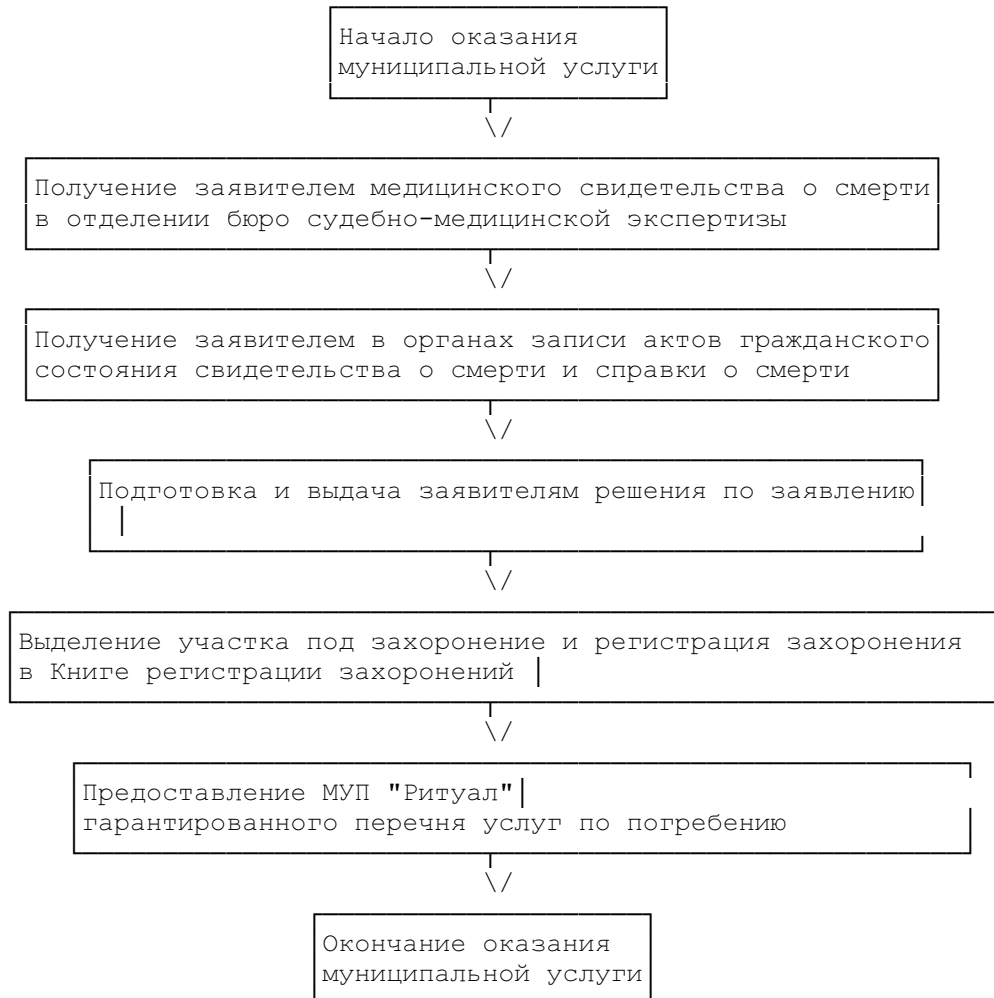 Начало оказания
муниципальной услуги
\/
Получение заявителем медицинского свидетельства о смерти
в отделении бюро судебно-медицинской экспертизы
\/
Получение заявителем в органах записи актов гражданского
состояния свидетельства о смерти и справки о смерти
\/
Подготовка и выдача заявителям решения по заявлению
\/
Выделение участка под захоронение и регистрация захоронения
в Книге регистрации захоронений
\/
Предоставление МУП "Ритуал"
гарантированного перечня услуг по погребению
\/
Окончание оказания
муниципальной услуги